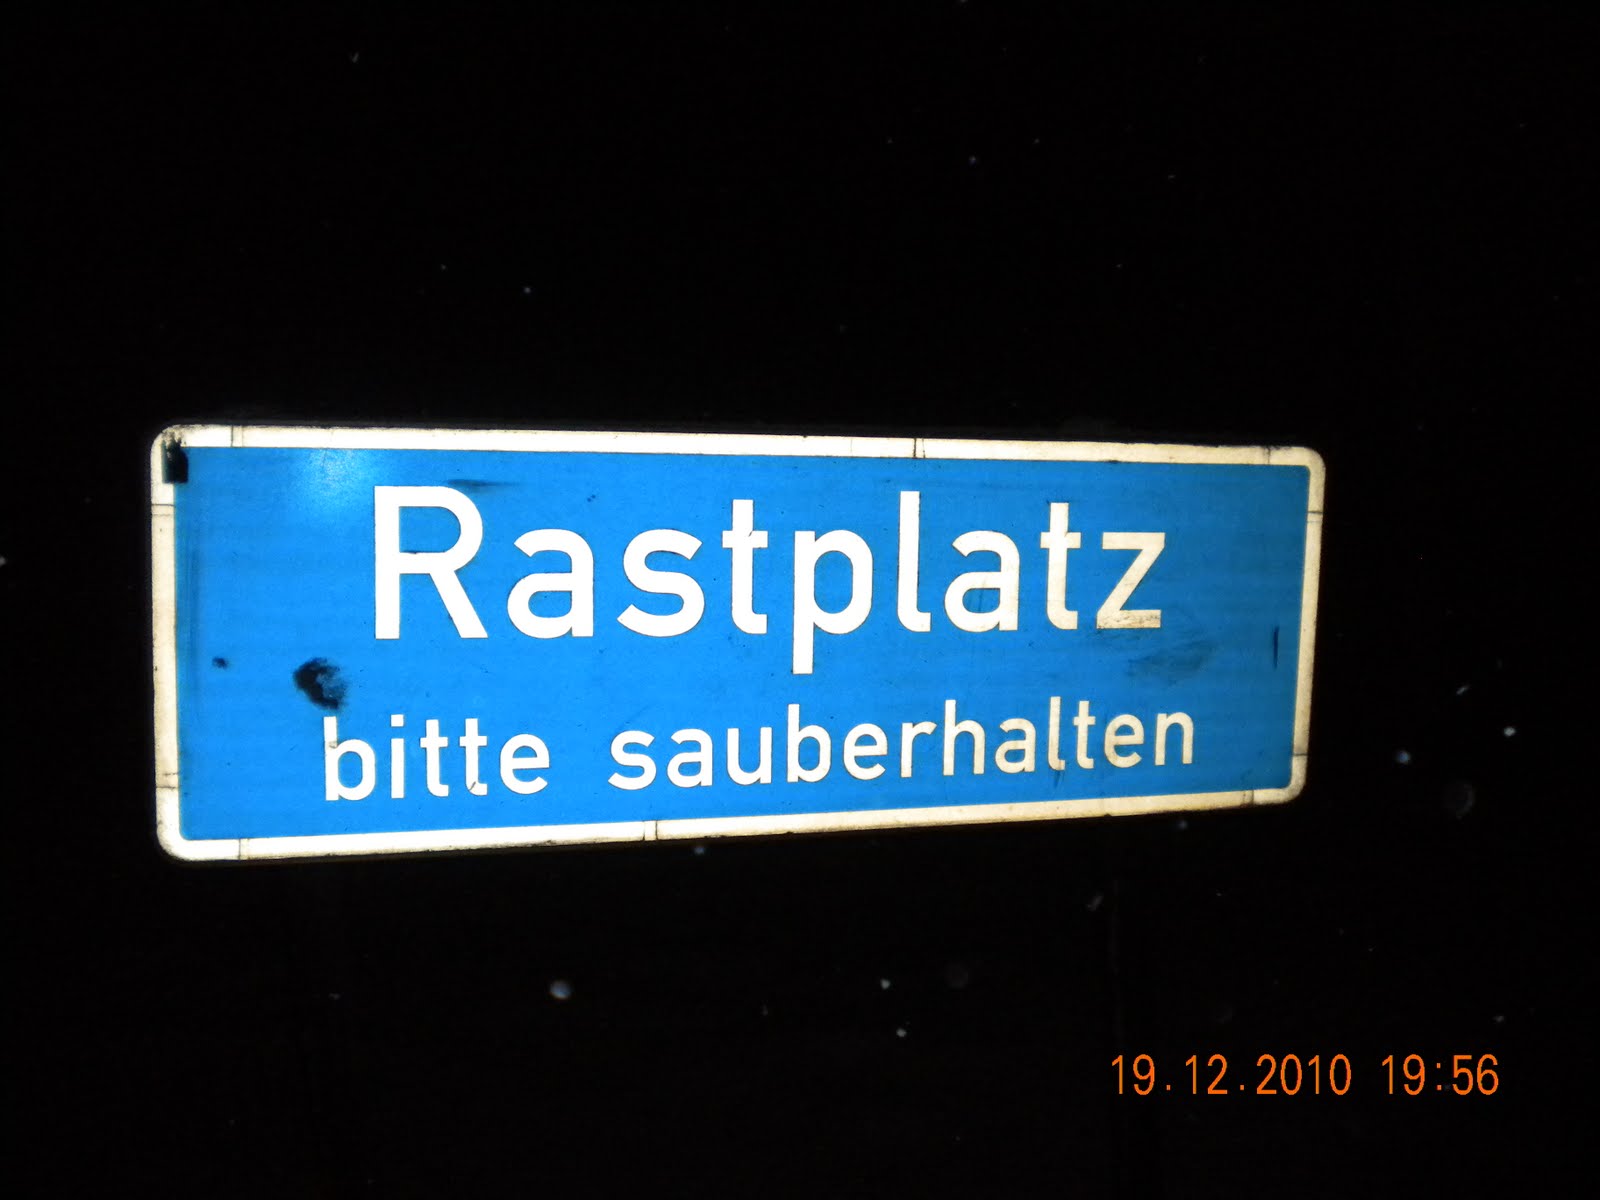 Rastplatz
bitte sauberhalten
19.12.2010 19:56